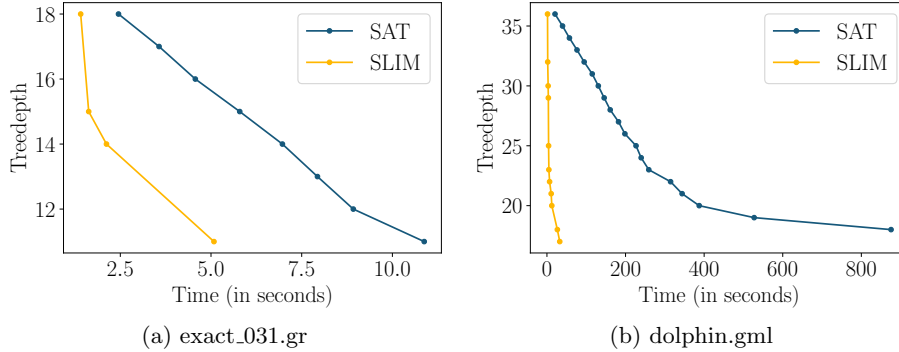 18
16
14
12
Treedepth
SAT
SLIM
2.5
5.0
7.5
10.0
Time (in seconds)
(a) exact_031.gr
35
30
25
20
Treedepth
SAT
SLIM
0
200
400
600
800
Time (in seconds)
(b) dolphin.gml